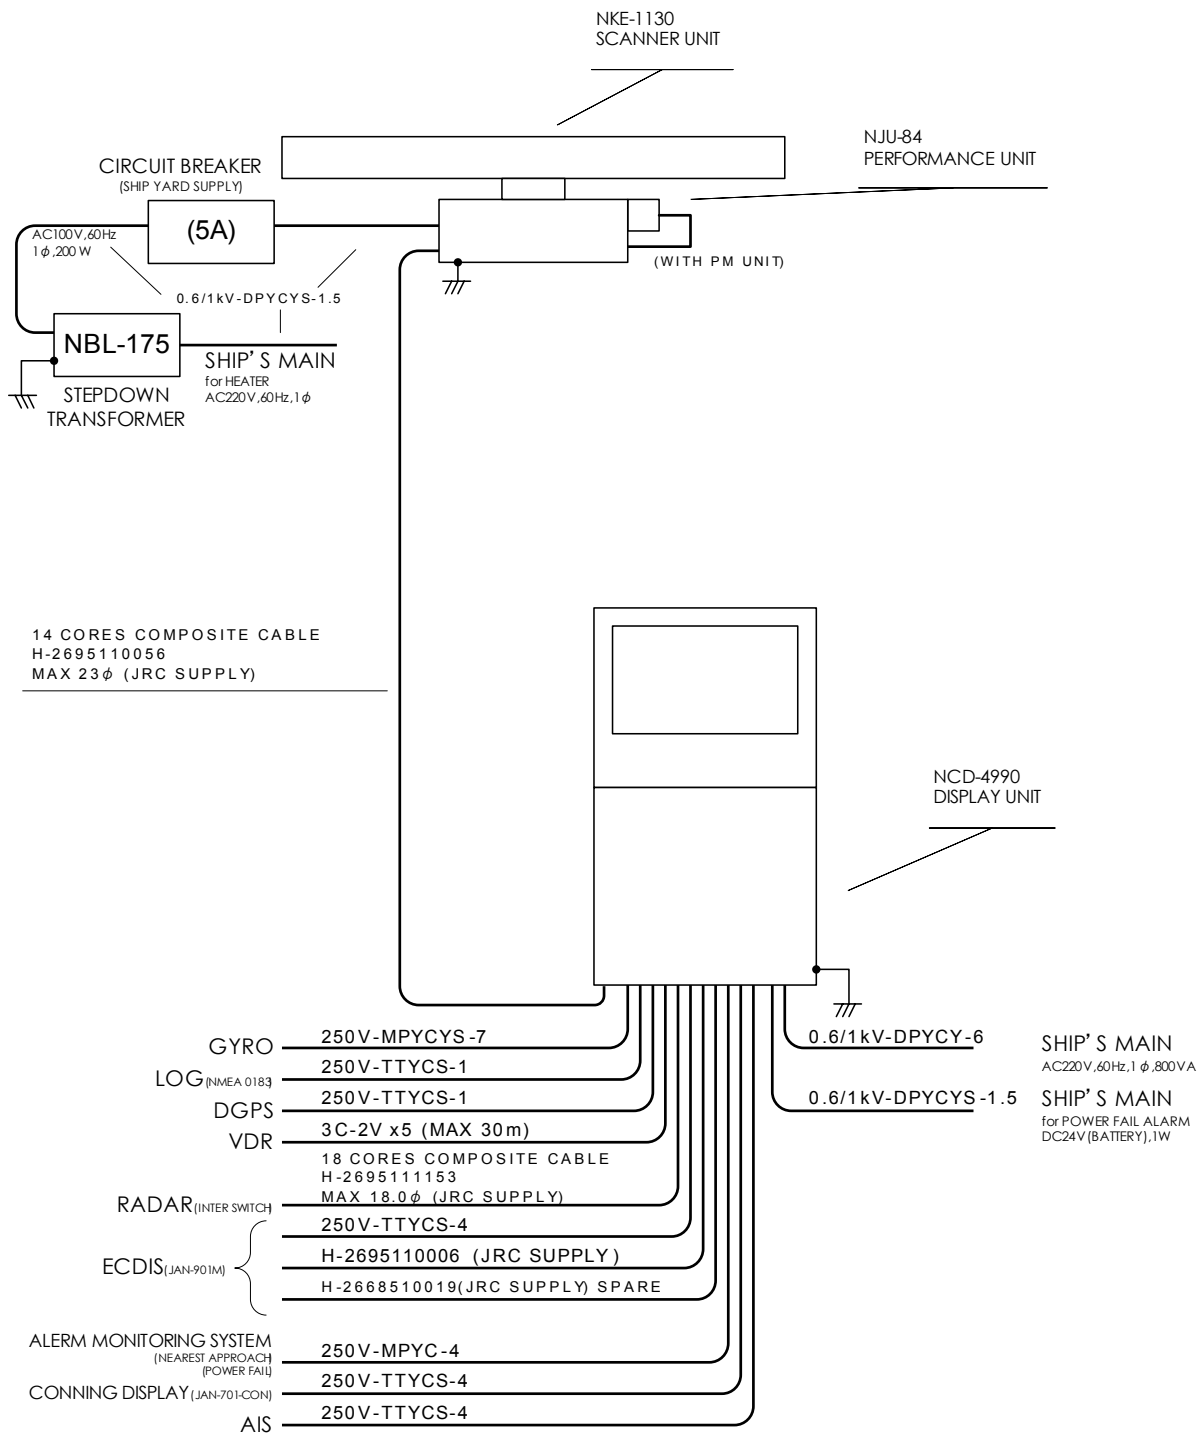 NKE-1130
SCANNER UNIT
NJU-84
PERFORMANCE UNIT
CIRCUIT BREAKER
(SHIP YARD SUPPLY)
(5A)
AC100V,60Hz
1φ,200W
(WITH PM UNIT)
0.6/1kV-DPYCYS-1.5
NBL-175
SHIP'S MAIN
for HEATER
AC220V,60Hz,1φ
STEPDOWN
TRANSFORMER
14 CORES COMPOSITE CABLE
H-2695110056
MAX 23φ (JRC SUPPLY)
NCD-4990
DISPLAY UNIT
GYRO 250V-MPYCYS-7
LOG(NMEA 0183) 250V-TTYCS-1
DGPS 250V-TTYCS-1
VDR 3C-2V x5 (MAX 30m)
18 CORES COMPOSITE CABLE
H-2695111153
RADAR(INTER SWITCH) MAX 18.0φ (JRC SUPPLY)
250V-TTYCS-4
ECDIS(JAN-901M) H-2695110006 (JRC SUPPLY)
H-2668510019(JRC SUPPLY) SPARE
ALERM MONITORING SYSTEM
(NEAREST APPROACH)
(POWER FAIL)
250V-MPYC-4
CONNING DISPLAY(JAN-701-CON) 250V-TTYCS-4
AIS 250V-TTYCS-4
0.6/1kV-DPYCY-6 SHIP'S MAIN
AC220V,60Hz,1φ,800VA
0.6/1kV-DPYCYS-1.5 SHIP'S MAIN
for POWER FAIL ALARM
DC24V(BATTERY),1W